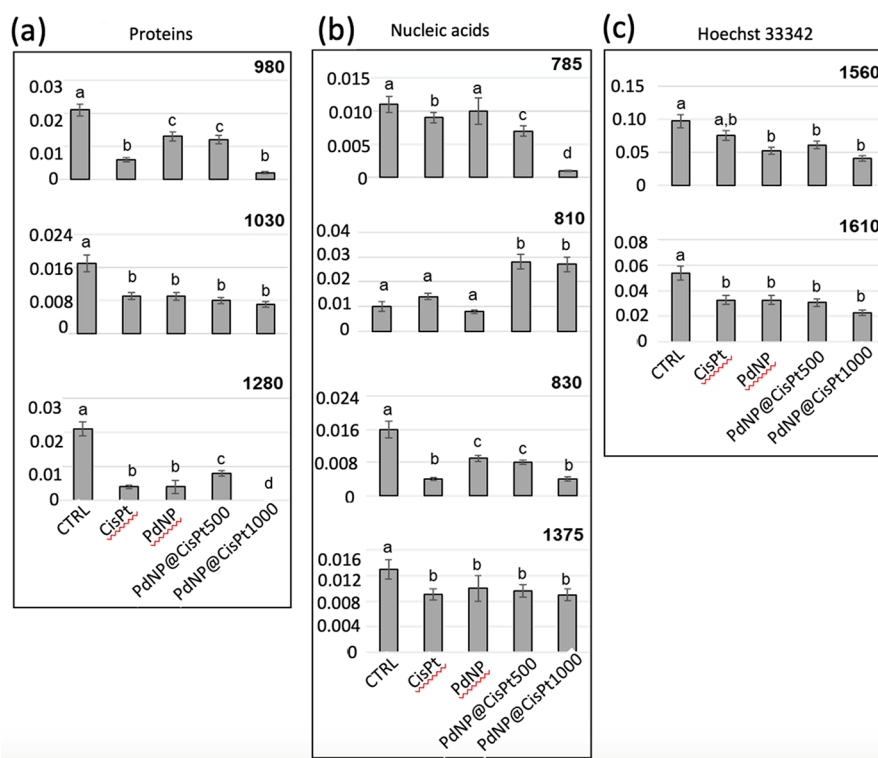 (a)
Proteins
980
0.03
0.02
0.01
0
a
b
c
c
b
1030
0.024
0.016
0.008
0
a
b
b
b
b
1280
0.03
0.02
0.01
0
a
b
b
c
d
CTRL
CisPt
PdNP
PdNP@CisPt500
PdNP@CisPt1000
(b)
Nucleic acids
785
0.015
0.010
0.005
0
a
b
a
c
d
810
0.04
0.03
0.02
0.01
0
a
a
a
b
b
830
0.024
0.016
0.008
0
a
b
c
c
b
1375
0.016
0.012
0.008
0.004
0
a
b
b
b
b
CTRL
CisPt
PdNP
PdNP@CisPt500
PdNP@CisPt1000
(c)
Hoechst 33342
1560
0.15
0.10
0.05
0
a
a,b
b
b
b
1610
0.08
0.06
0.04
0.02
0
a
b
b
b
b
CTRL
CisPt
PdNP
PdNP@CisPt500
PdNP@CisPt1000